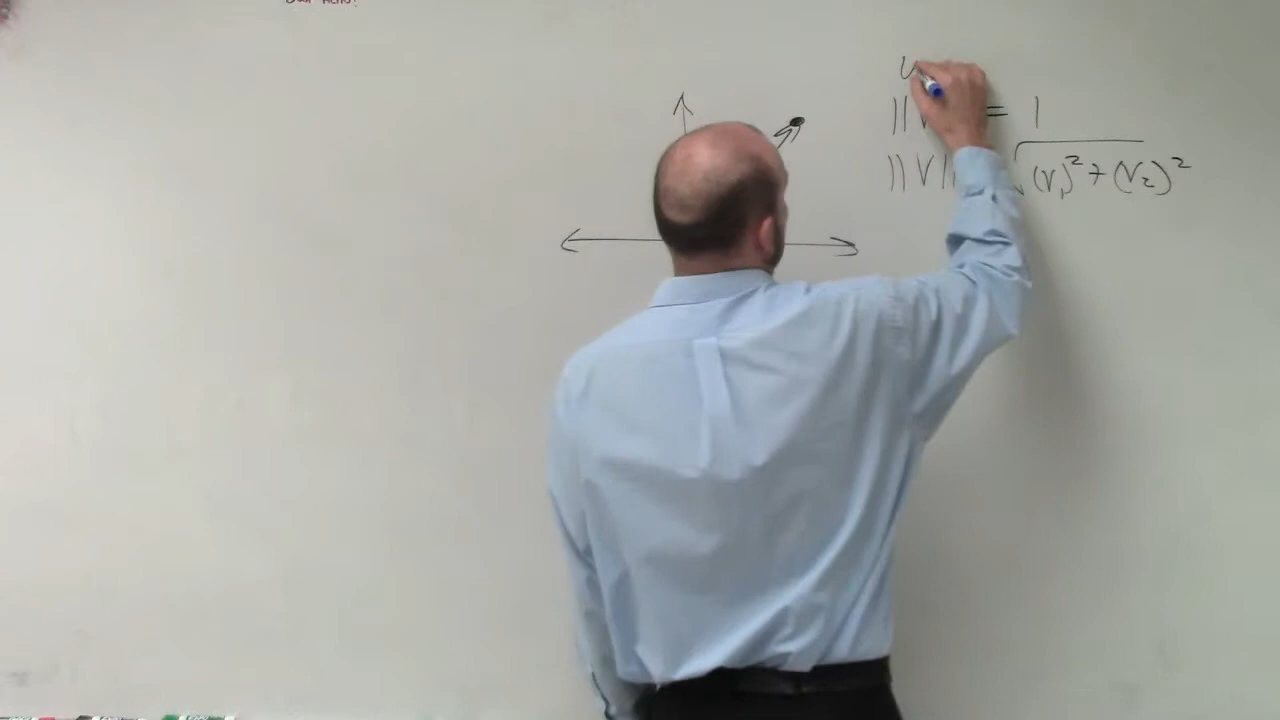 U
|| V = 1
|| V || √(V₁)² + (V₂)²